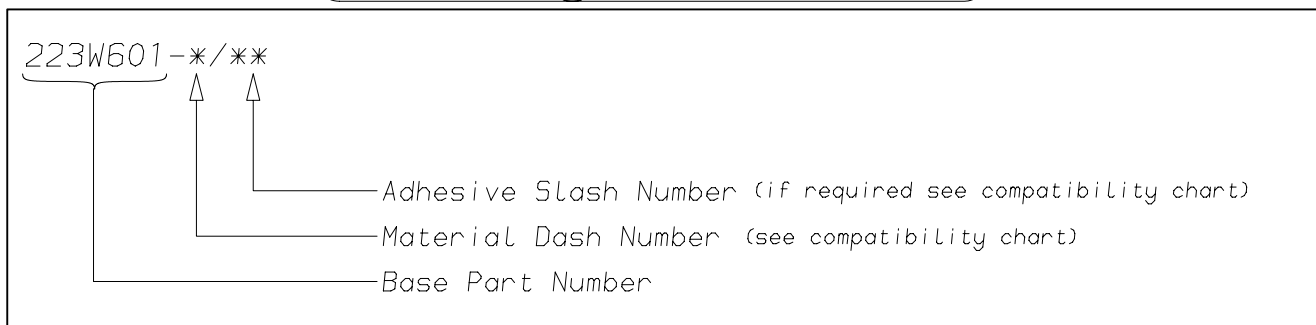 223W601-*/**
Adhesive Slash Number (if required see compatibility chart)
Material Dash Number (see compatibility chart)
Base Part Number